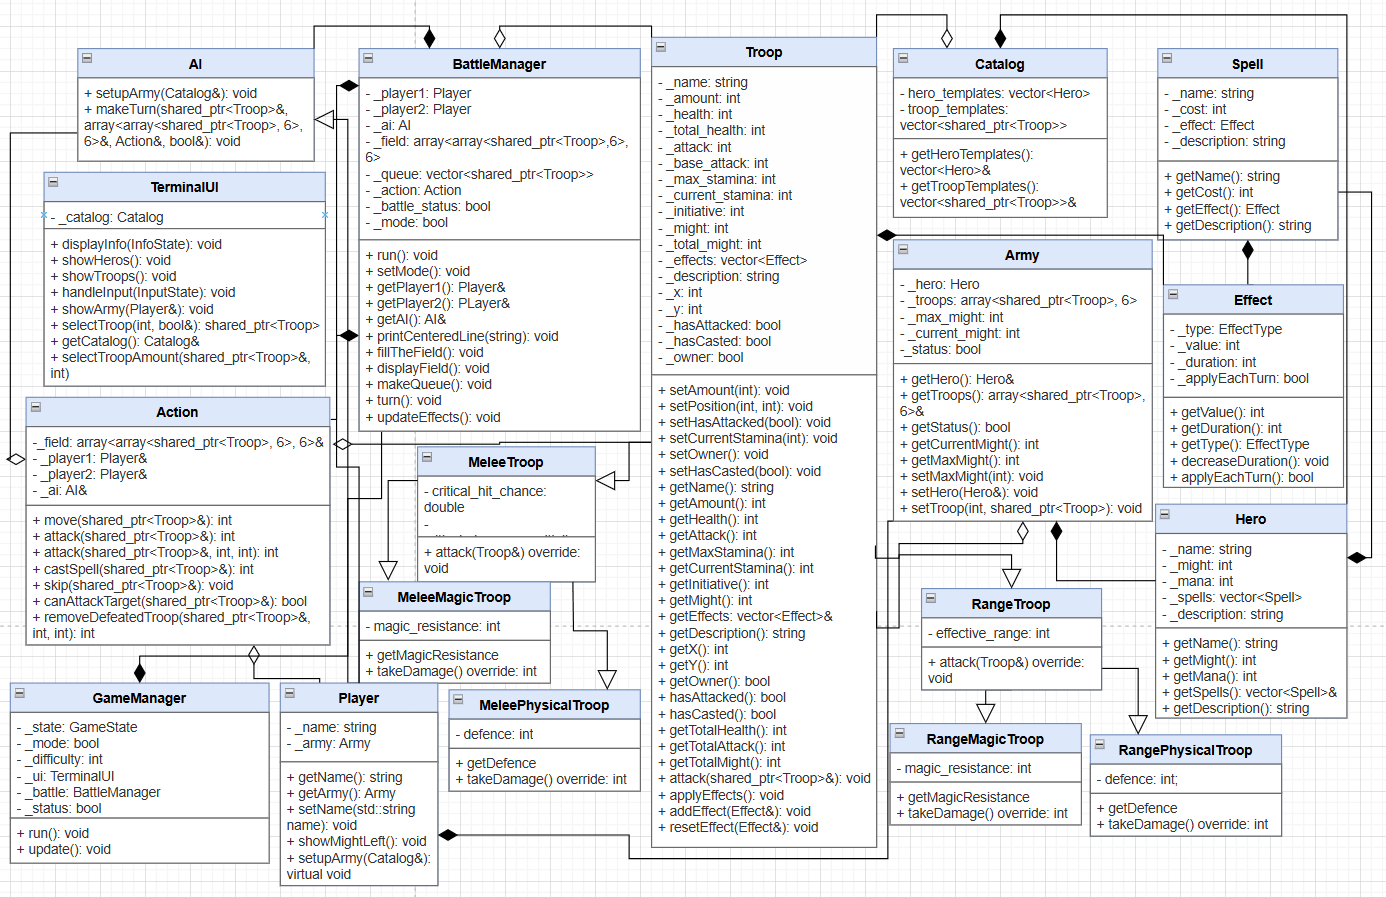 AI
+ setupArmy(Catalog&): void
+ makeTurn(shared_ptr<Troop>&,
array<array<shared_ptr<Troop>, 6>,
6>&, Action&, bool&): void
TerminalUI
- _catalog: Catalog
+ displayInfo(InfoState): void
+ showHeros(): void
+ showTroops(): void
+ handleInput(InputState): void
+ showArmy(Player&): void
+ selectTroop(int, bool&): shared_ptr<Troop>
+ getCatalog(): Catalog&
+ selectTroopAmount(shared_ptr<Troop>&,
int)
Action
-_field: array<array<shared_ptr<Troop>, 6>, 6>&
- _player1: Player&
- _player2: Player&
- _ai: AI&
+ move(shared_ptr<Troop>&): int
+ attack(shared_ptr<Troop>&): int
+ attack(shared_ptr<Troop>&, int, int): int
+ castSpell(shared_ptr<Troop>&): int
+ skip(shared_ptr<Troop>&): void
+ canAttackTarget(shared_ptr<Troop>&): bool
+ removeDefeatedTroop(shared_ptr<Troop>&,
int, int): int
GameManager
- _state: GameState
- _mode: bool
- _difficulty: int
- _ui: TerminalUI
- _battle: BattleManager
- _status: bool
+ run(): void
+ update(): void
Player
- _name: string
- _army: Army
+ getName(): string
+ getArmy(): Army
+ setName(std::string
name): void
+ showMightLeft(): void
+ setupArmy(Catalog&):
virtual void
BattleManager
- _player1: Player
- _player2: Player
- _ai: AI
- _field: array<array<shared_ptr<Troop>,6>,
6>
- _queue: vector<shared_ptr<Troop>>
- _action: Action
- _battle_status: bool
- _mode: bool
+ run(): void
+ setMode(): void
+ getPlayer1(): Player&
+ getPlayer2(): PLayer&
+ getAI(): AI&
+ printCenteredLine(string): void
+ fillTheField(): void
+ displayField(): void
+ makeQueue(): void
+ turn(): void
+ updateEffects(): void
MeleeTroop
- critical_hit_chance:
double
-
+ attack(Troop&) override:
void
MeleeMagicTroop
- magic_resistance: int
+ getMagicResistance
+ takeDamage() override: int
MeleePhysicalTroop
- defence: int
+ getDefence
+ takeDamage() override: int
Troop
- _name: string
- _amount: int
- _health: int
- _total_health: int
- _attack: int
- _base_attack: int
- _max_stamina: int
- _current_stamina: int
- _initiative: int
- _might: int
- _total_might: int
- _effects: vector<Effect>
- _description: string
- _x: int
- _y: int
- _hasAttacked: bool
- _hasCasted: bool
- _owner: bool
+ setAmount(int): void
+ setPosition(int, int): void
+ setHasAttacked(bool): void
+ setCurrentStamina(int): void
+ setOwner(): void
+ setHasCasted(bool): void
+ getName(): string
+ getAmount(): int
+ getHealth(): int
+ getAttack(): int
+ getMaxStamina(): int
+ getCurrentStamina(): int
+ getInitiative(): int
+ getMight(): int
+ getEffects: vector<Effect>&
+ getDescription(): string
+ getX(): int
+ getY(): int
+ getOwner(): bool
+ hasAttacked(): bool
+ hasCasted(): bool
+ getTotalHealth(): int
+ getTotalAttack(): int
+ getTotalMight(): int
+ attack(shared_ptr<Troop>&): void
+ applyEffects(): void
+ addEffect(Effect&): void
+ resetEffect(Effect&): void
Catalog
- hero_templates: vector<Hero>
- troop_templates:
vector<shared_ptr<Troop>>
+ getHeroTemplates():
vector<Hero>&
+ getTroopTemplates():
vector<shared_ptr<Troop>>&
Army
- _hero: Hero
- _troops: array<shared_ptr<Troop>, 6>
- _max_might: int
- _current_might: int
-_status: bool
+ getHero(): Hero&
+ getTroops(): array<shared_ptr<Troop>,
6>&
+ getStatus(): bool
+ getCurrentMight(): int
+ getMaxMight(): int
+ setMaxMight(int): void
+ setHero(Hero&): void
+ setTroop(int, shared_ptr<Troop>): void
RangeTroop
- effective_range: int
+ attack(Troop&) override:
void
RangeMagicTroop
- magic_resistance: int
+ getMagicResistance
+ takeDamage() override: int
RangePhysicalTroop
- defence: int;
+ getDefence
+ takeDamage() override: int
Spell
- _name: string
- _cost: int
- _effect: Effect
- _description: string
+ getName(): string
+ getCost(): int
+ getEffect(): Effect
+ getDescription(): string
Effect
- _type: EffectType
- _value: int
- _duration: int
- _applyEachTurn: bool
+ getValue(): int
+ getDuration(): int
+ getType(): EffectType
+ decreaseDuration(): void
+ applyEachTurn(): bool
Hero
- _name: string
- _might: int
- _mana: int
- _spells: vector<Spell>
- _description: string
+ getName(): string
+ getMight(): int
+ getMana(): int
+ getSpells(): vector<Spell>&
+ getDescription(): string